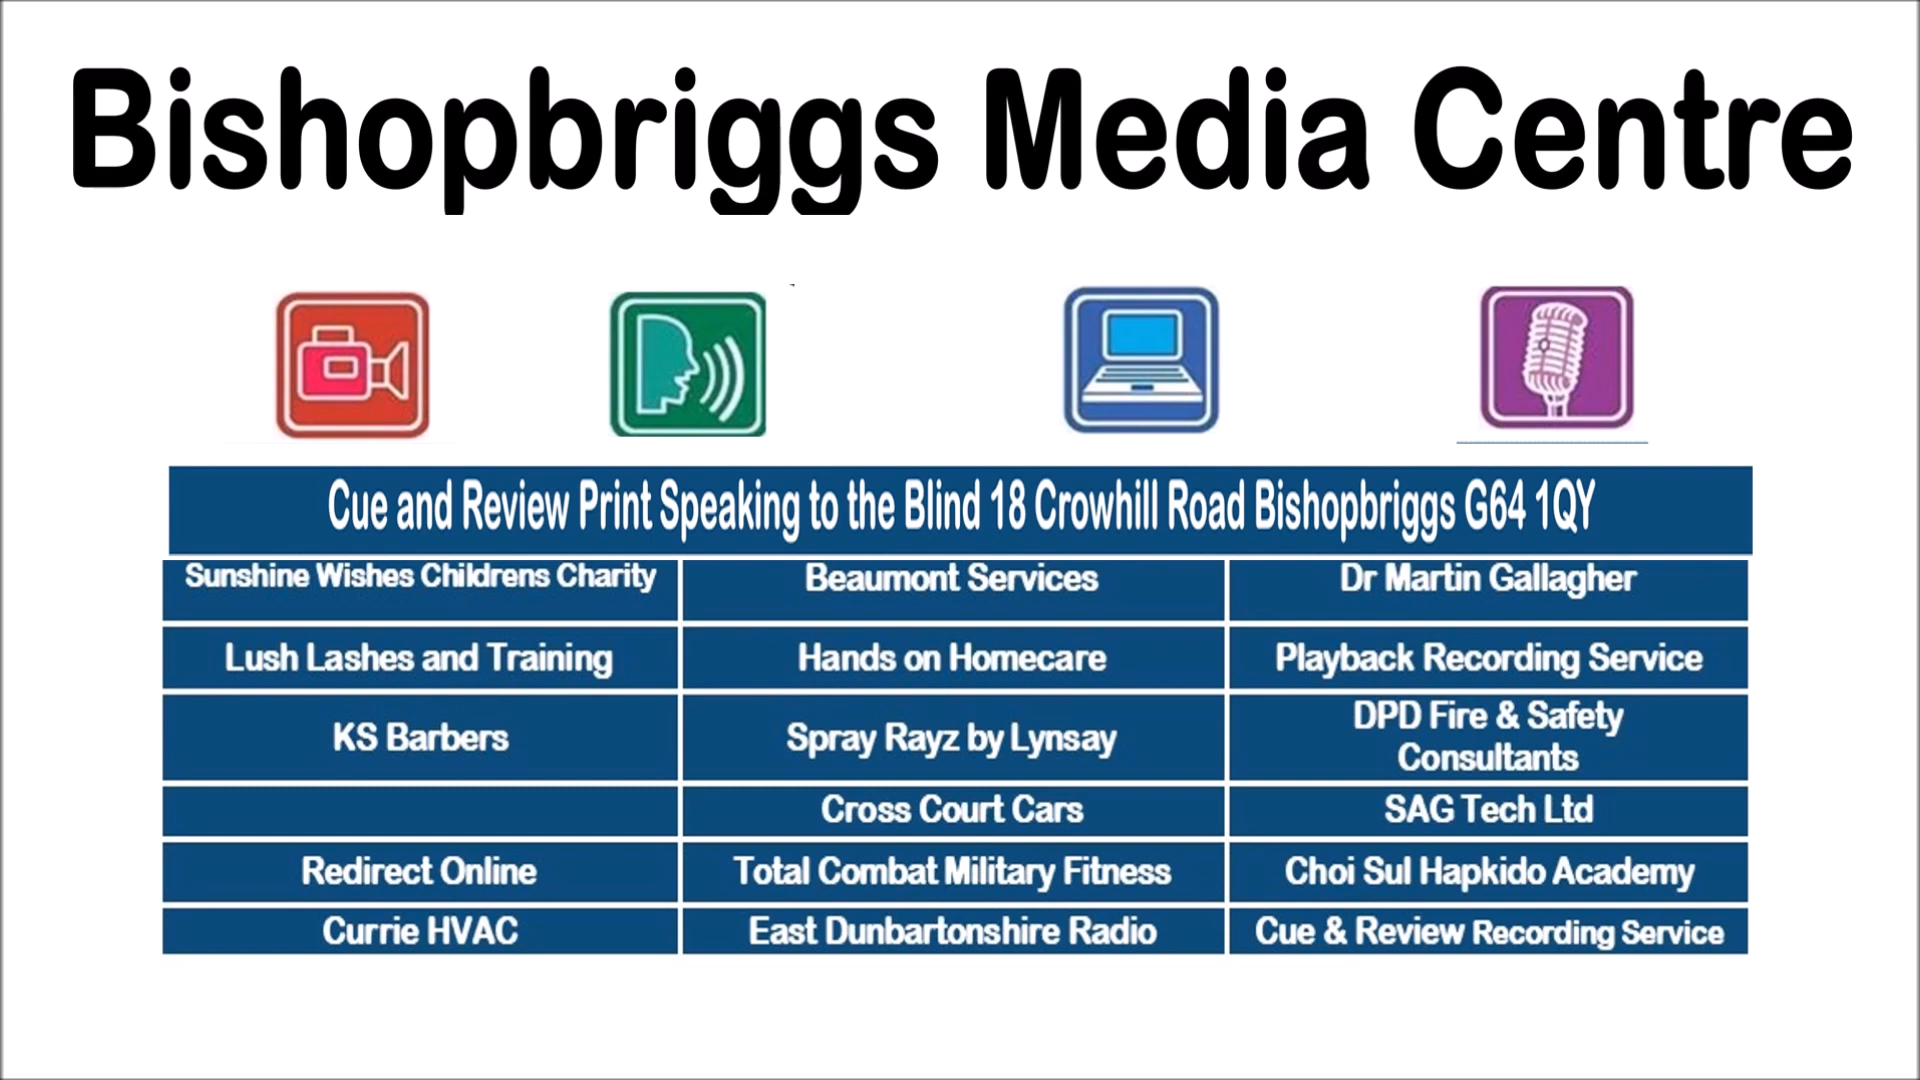 Bishopbriggs Media Centre
Cue and Review Print Speaking to the Blind 18 Crowhill Road Bishopbriggs G64 1QY
Sunshine Wishes Childrens Charity
Beaumont Services
Dr Martin Gallagher
Lush Lashes and Training
Hands on Homecare
Playback Recording Service
KS Barbers
Spray Rayz by Lynsay
DPD Fire & Safety
Consultants
Cross Court Cars
SAG Tech Ltd
Redirect Online
Total Combat Military Fitness
Choi Sul Hapkido Academy
Currie HVAC
East Dunbartonshire Radio
Cue & Review Recording Service